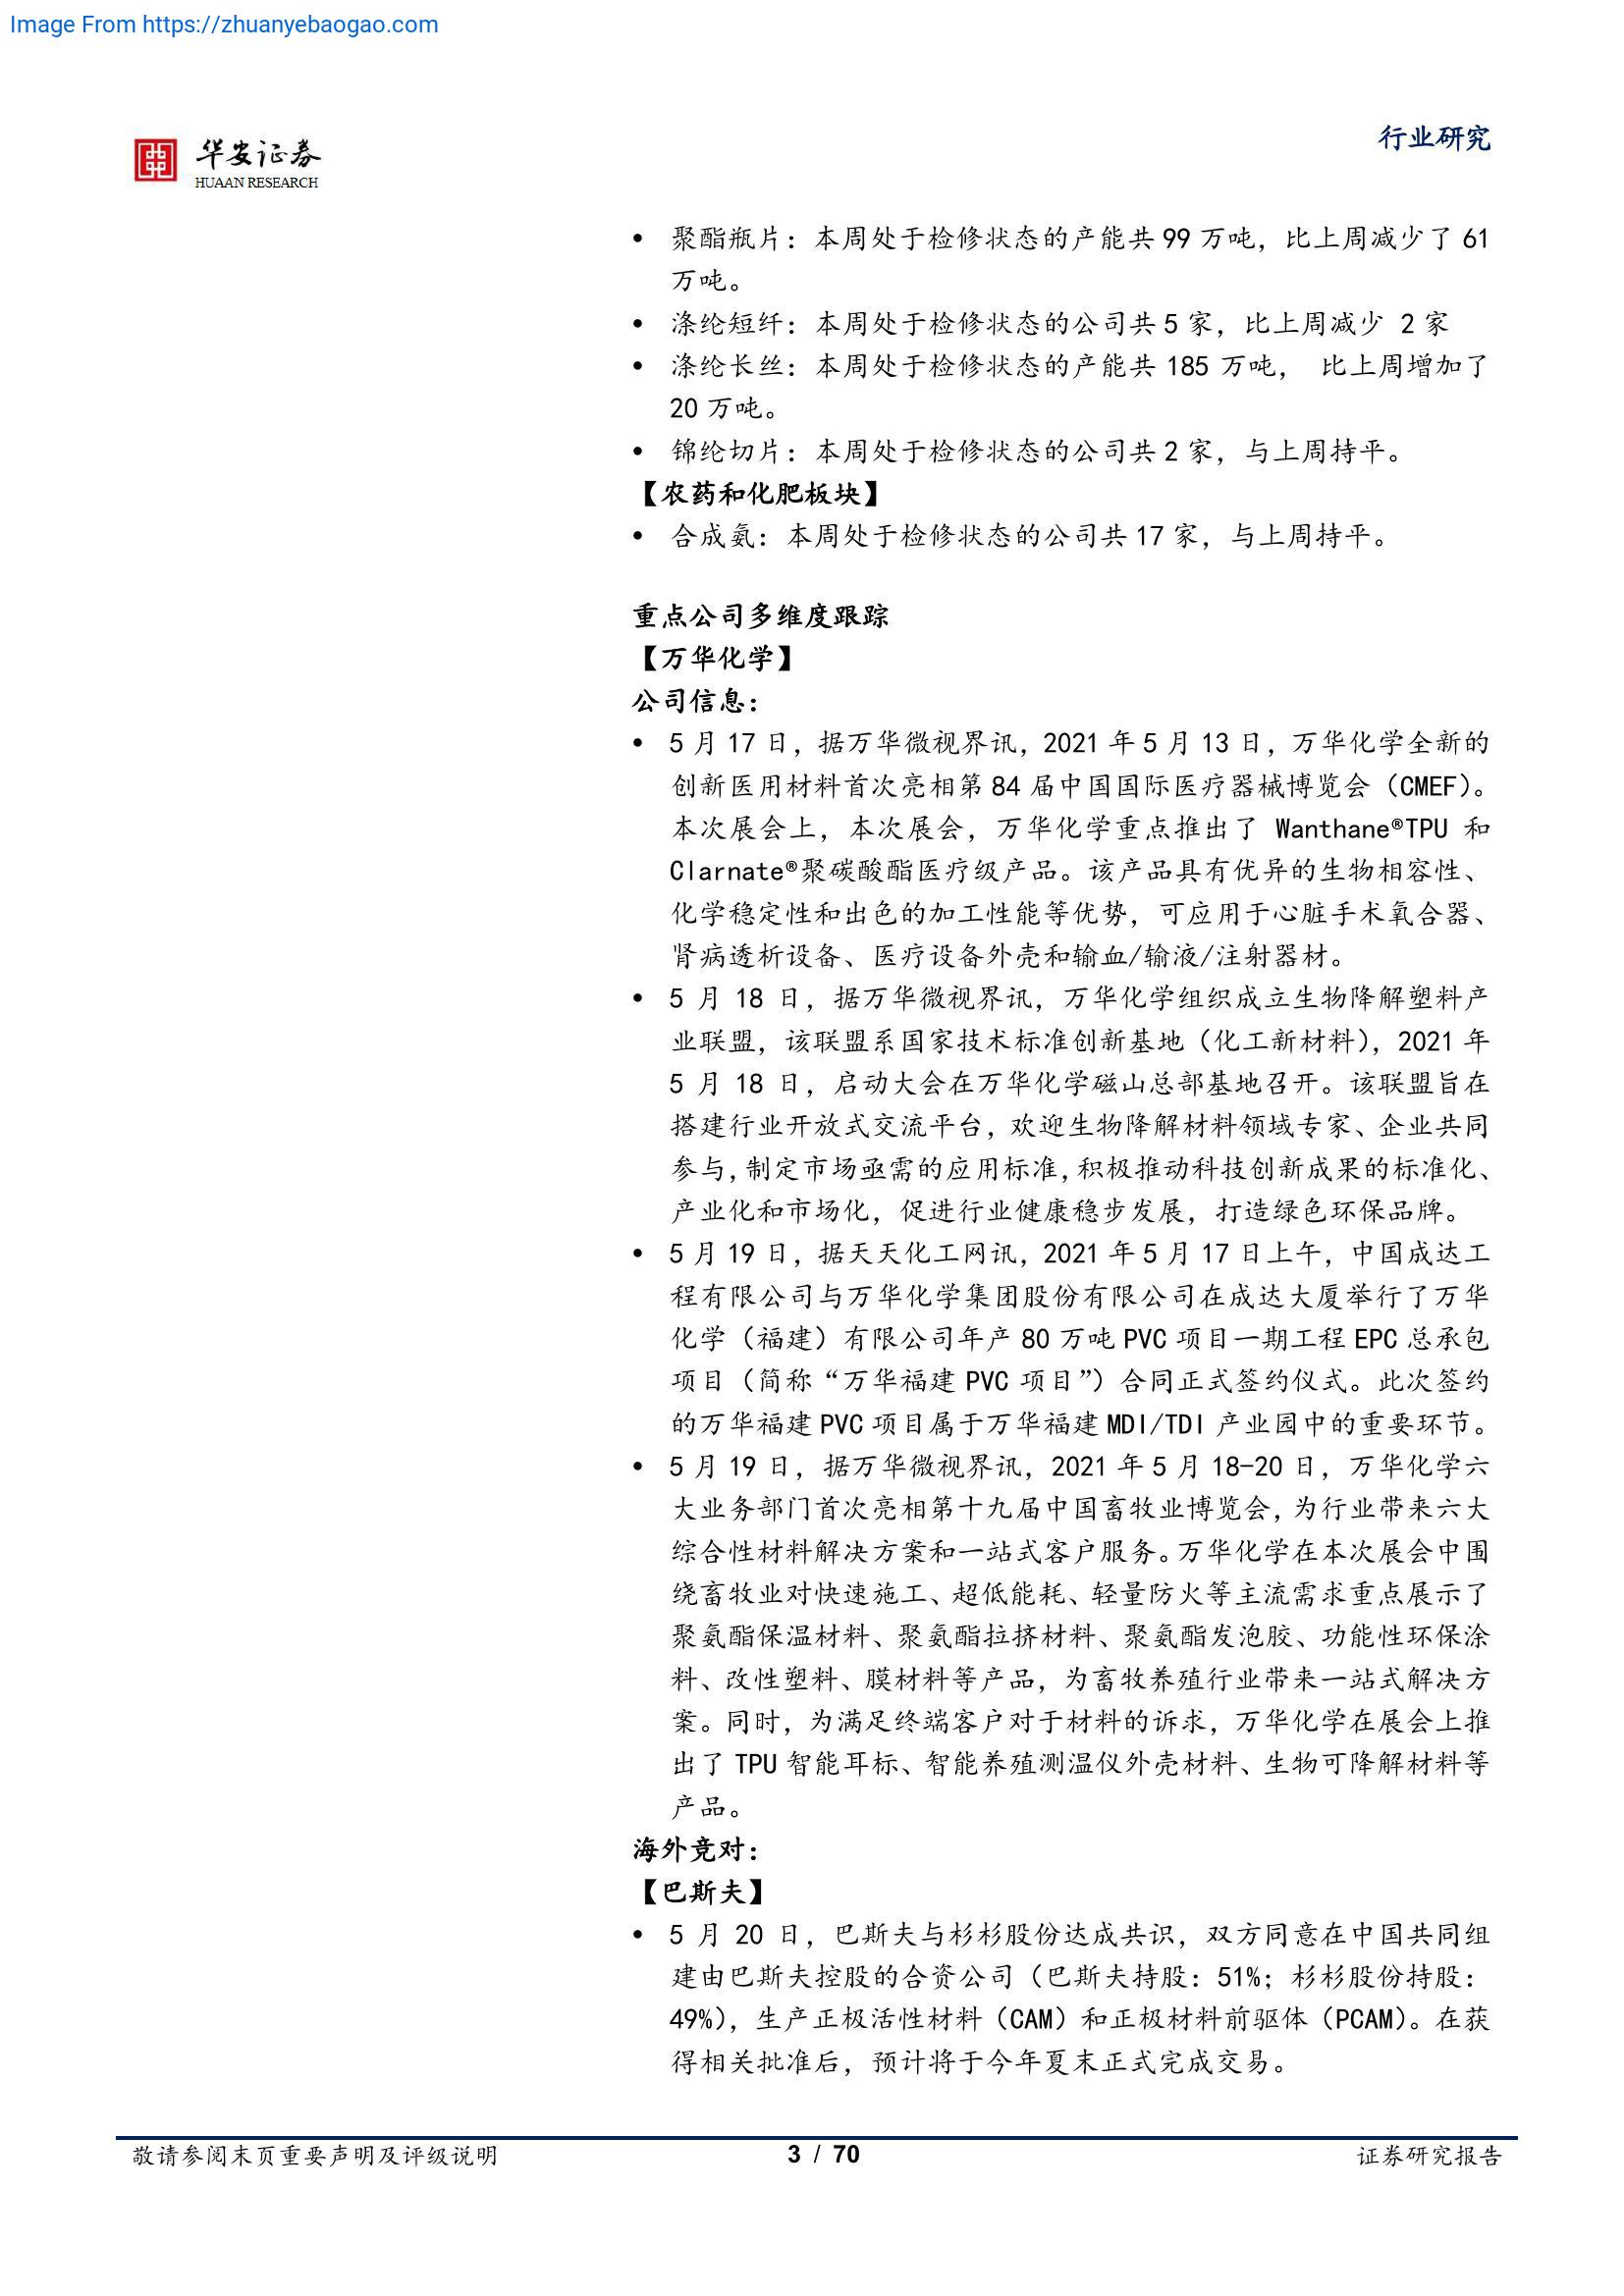 Image From https://zhuanyebaogao.com
华安证券
HUAAN RESEARCH
行业研究
• 聚酯瓶片：本周处于检修状态的产能共 99 万吨，比上周减少了 61
万吨。
• 涤纶短纤：本周处于检修状态的公司共 5 家，比上周减少 2 家
• 涤纶长丝：本周处于检修状态的产能共 185 万吨， 比上周增加了
20 万吨。
• 锦纶切片：本周处于检修状态的公司共 2 家，与上周持平。
【农药和化肥板块】
• 合成氨：本周处于检修状态的公司共 17 家，与上周持平。
重点公司多维度跟踪
【万华化学】
公司信息：
• 5 月 17 日，据万华微视界讯，2021 年 5 月 13 日，万华化学全新的
创新医用材料首次亮相第 84 届中国国际医疗器械博览会（CMEF）。
本次展会上，本次展会，万华化学重点推出了 Wanthane®TPU 和
Clarnate®聚碳酸酯医疗级产品。该产品具有优异的生物相容性、
化学稳定性和出色的加工性能等优势，可应用于心脏手术氧合器、
肾病透析设备、医疗设备外壳和输血/输液/注射器材。
• 5 月 18 日，据万华微视界讯，万华化学组织成立生物降解塑料产
业联盟，该联盟系国家技术标准创新基地（化工新材料），2021 年
5 月 18 日，启动大会在万华化学磁山总部基地召开。该联盟旨在
搭建行业开放式交流平台，欢迎生物降解材料领域专家、企业共同
参与，制定市场亟需的应用标准，积极推动科技创新成果的标准化、
产业化和市场化，促进行业健康稳步发展，打造绿色环保品牌。
• 5 月 19 日，据天天化工网讯，2021 年 5 月 17 日上午，中国成达工
程有限公司与万华化学集团股份有限公司在成达大厦举行了万华
化学（福建）有限公司年产 80 万吨 PVC 项目一期工程 EPC 总承包
项目（简称“万华福建 PVC 项目”）合同正式签约仪式。此次签约
的万华福建 PVC 项目属于万华福建 MDI/TDI 产业园中的重要环节。
• 5 月 19 日，据万华微视界讯，2021 年 5 月 18-20 日，万华化学六
大业务部门首次亮相第十九届中国畜牧业博览会，为行业带来六大
综合性材料解决方案和一站式客户服务。万华化学在本次展会中围
绕畜牧业对快速施工、超低能耗、轻量防火等主流需求重点展示了
聚氨酯保温材料、聚氨酯拉挤材料、聚氨酯发泡胶、功能性环保涂
料、改性塑料、膜材料等产品，为畜牧养殖行业带来一站式解决方
案。同时，为满足终端客户对于材料的诉求，万华化学在展会上推
出了 TPU 智能耳标、智能养殖测温仪外壳材料、生物可降解材料等
产品。
海外竞对：
【巴斯夫】
• 5 月 20 日，巴斯夫与杉杉股份达成共识，双方同意在中国共同组
建由巴斯夫控股的合资公司（巴斯夫持股：51%；杉杉股份持股：
49%），生产正极活性材料（CAM）和正极材料前驱体（PCAM）。在获
得相关批准后，预计将于今年夏末正式完成交易。
敬请参阅末页重要声明及评级说明
3 / 70
证券研究报告